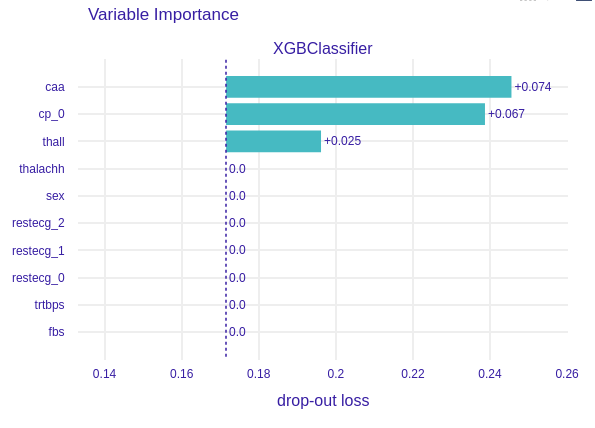 Variable Importance
XGBClassifier
caa +0.074
cp_0 +0.067
thall +0.025
thalachh 0.0
sex 0.0
restecg_2 0.0
restecg_1 0.0
restecg_0 0.0
trtbps 0.0
fbs 0.0
0.14 0.16 0.18 0.2 0.22 0.24 0.26
drop-out loss